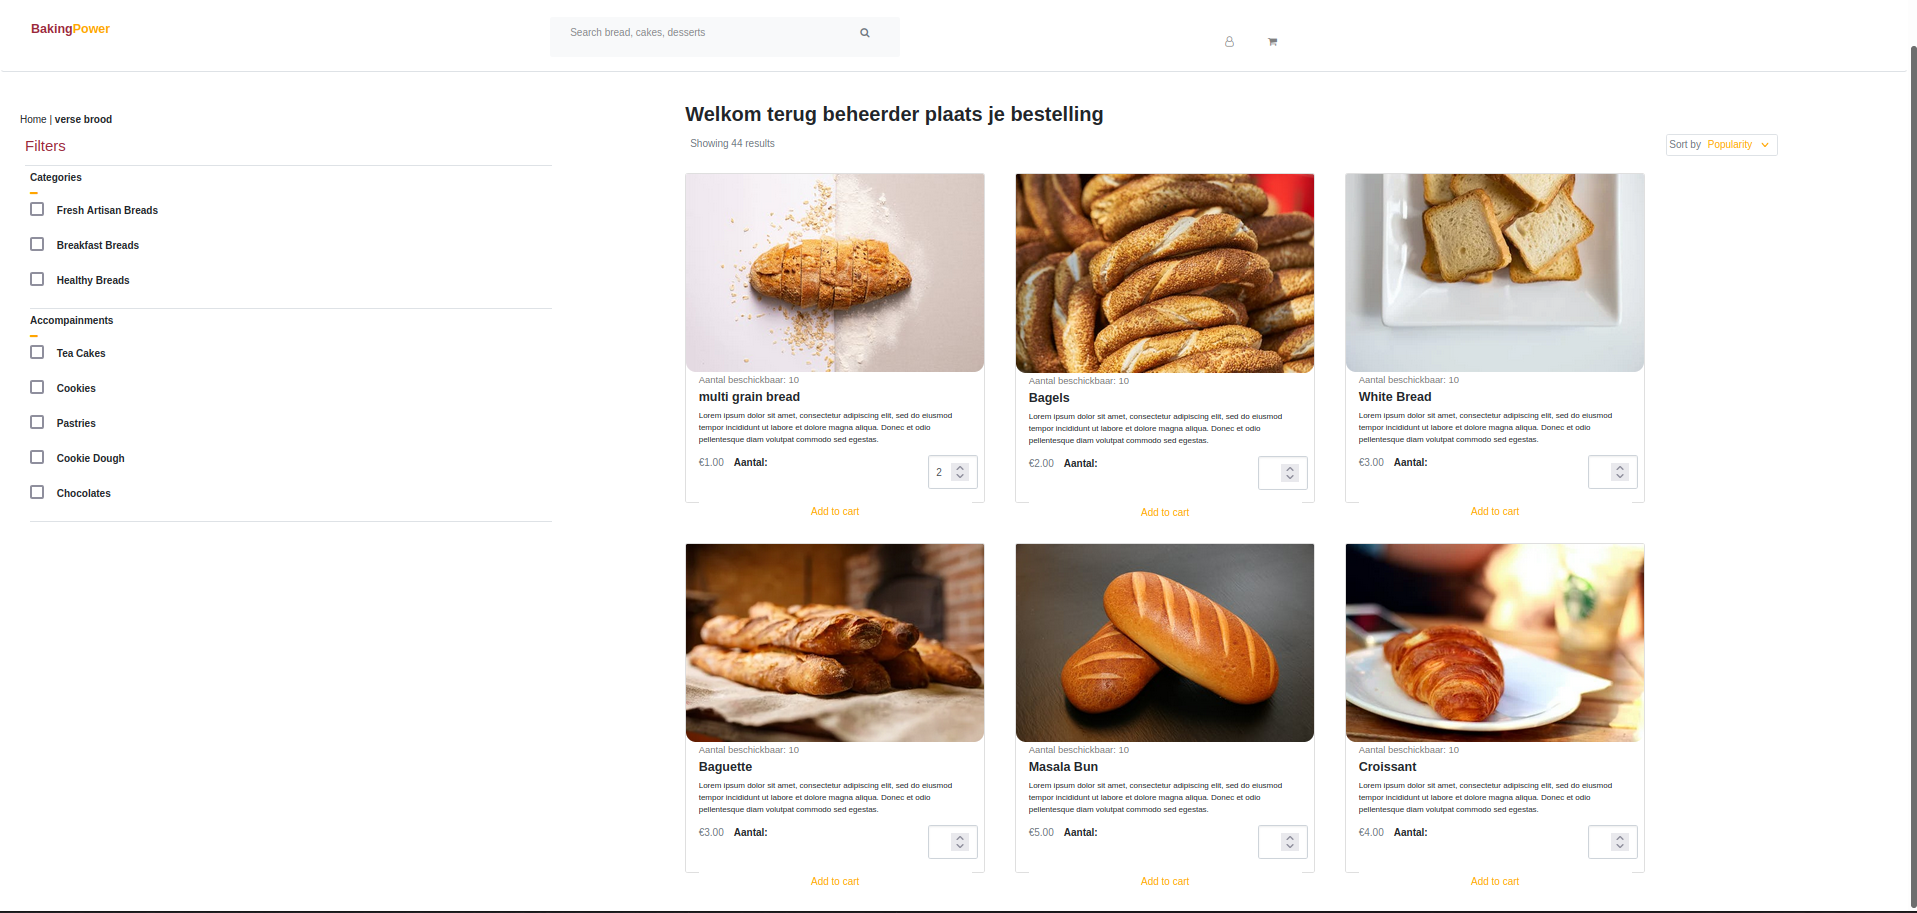 BakingPower
Search bread, cakes, desserts
Home | verse brood
Filters
Categories
Fresh Artisan Breads
Breakfast Breads
Healthy Breads
Accompainments
Tea Cakes
Cookies
Pastries
Cookie Dough
Chocolates
Welkom terug beheerder plaats je bestelling
Showing 44 results
Sort by Popularity
Aantal beschickbaar: 10
multi grain bread
Lorem ipsum dolor sit amet, consectetur adipiscing elit, sed do eiusmod
tempor incididunt ut labore et dolore magna aliqua. Donec et odio
pellentesque diam volutpat commodo sed egestas.
€1.00 Aantal: 2
Add to cart
Aantal beschickbaar: 10
Bagels
Lorem ipsum dolor sit amet, consectetur adipiscing elit, sed do eiusmod
tempor incididunt ut labore et dolore magna aliqua. Donec et odio
pellentesque diam volutpat commodo sed egestas.
€2.00 Aantal:
Add to cart
Aantal beschickbaar: 10
White Bread
Lorem ipsum dolor sit amet, consectetur adipiscing elit, sed do eiusmod
tempor incididunt ut labore et dolore magna aliqua. Donec et odio
pellentesque diam volutpat commodo sed egestas.
€3.00 Aantal:
Add to cart
Aantal beschickbaar: 10
Baguette
Lorem ipsum dolor sit amet, consectetur adipiscing elit, sed do eiusmod
tempor incididunt ut labore et dolore magna aliqua. Donec et odio
pellentesque diam volutpat commodo sed egestas.
€3.00 Aantal:
Add to cart
Aantal beschickbaar: 10
Masala Bun
Lorem ipsum dolor sit amet, consectetur adipiscing elit, sed do eiusmod
tempor incididunt ut labore et dolore magna aliqua. Donec et odio
pellentesque diam volutpat commodo sed egestas.
€5.00 Aantal:
Add to cart
Aantal beschickbaar: 10
Croissant
Lorem ipsum dolor sit amet, consectetur adipiscing elit, sed do eiusmod
tempor incididunt ut labore et dolore magna aliqua. Donec et odio
pellentesque diam volutpat commodo sed egestas.
€4.00 Aantal:
Add to cart